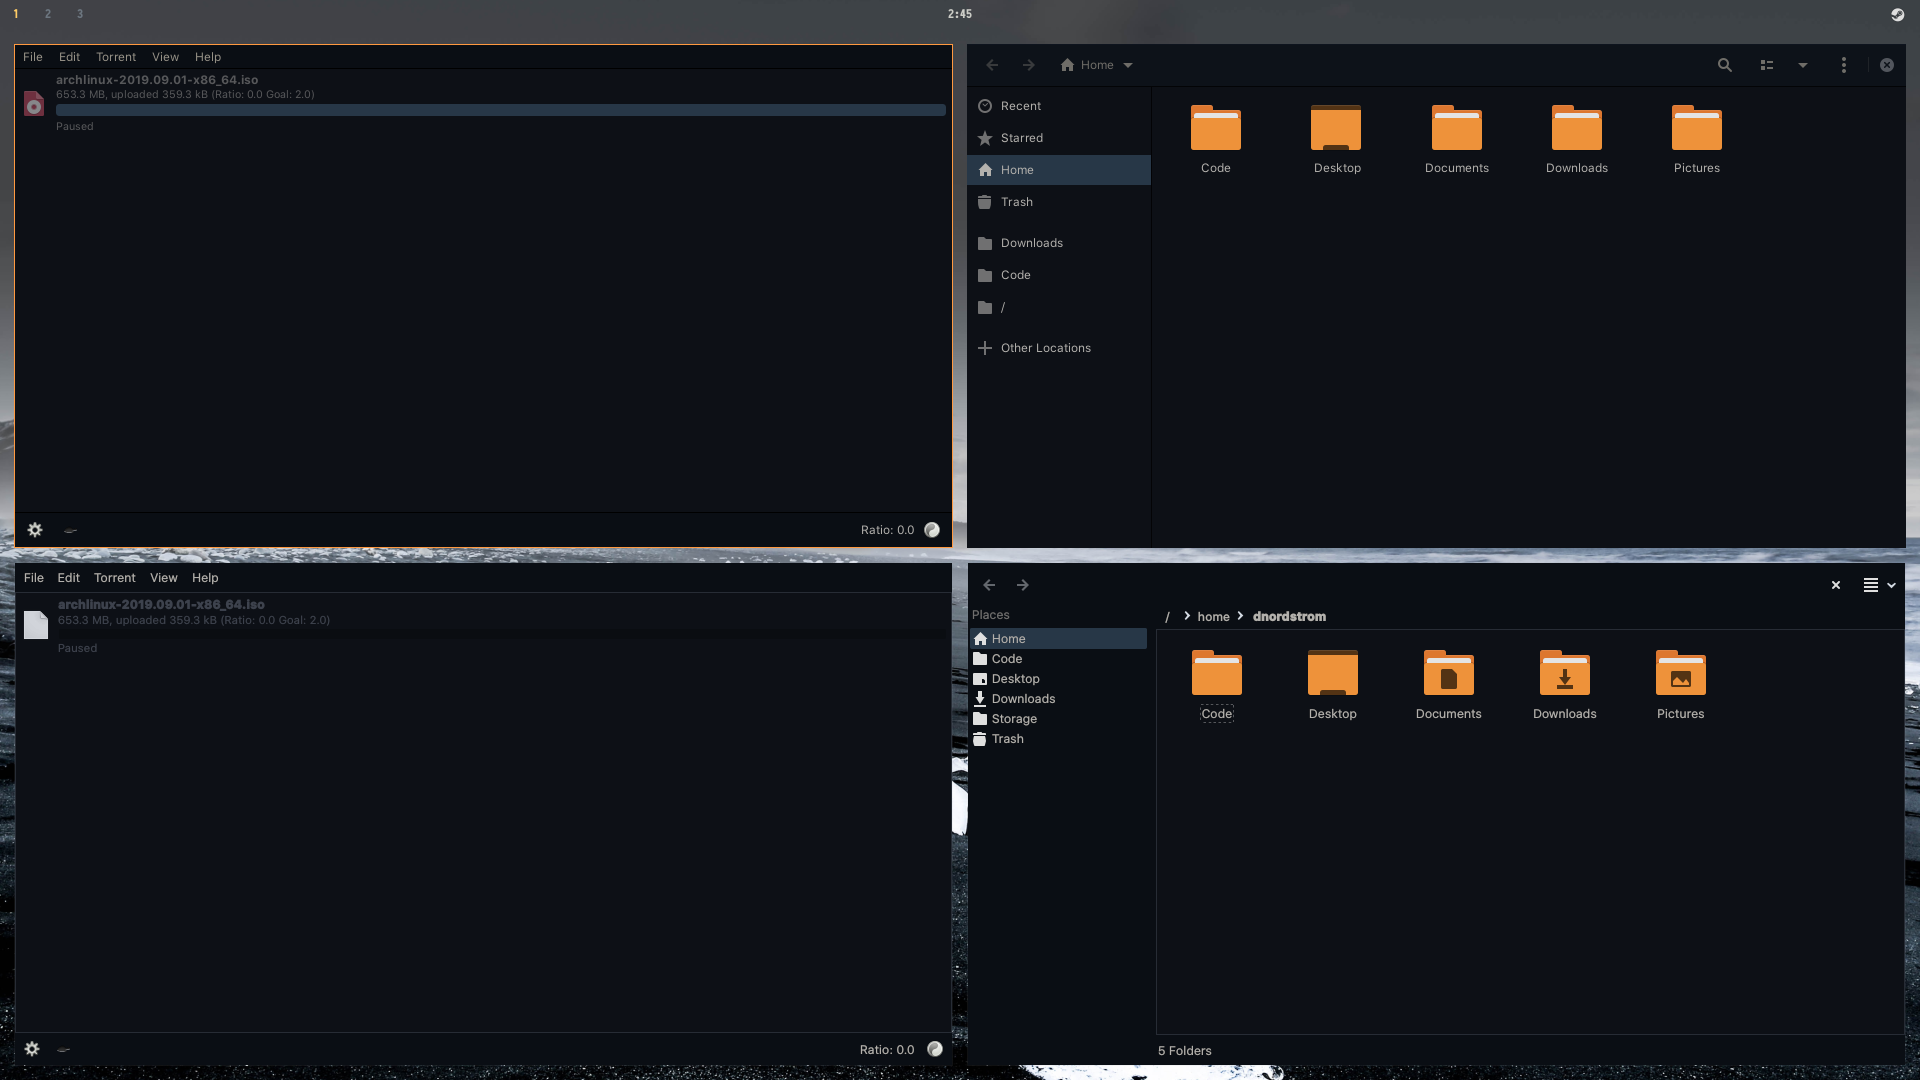 1 2 3 2:45
File Edit Torrent View Help
archlinux-2019.09.01-x86_64.iso
653.3 MB, uploaded 359.3 kB (Ratio: 0.0 Goal: 2.0)
Paused
Ratio: 0.0
Home
Recent
Starred
Home
Trash
Downloads
Code
/
Other Locations
Code Desktop Documents Downloads Pictures
File Edit Torrent View Help
archlinux-2019.09.01-x86_64.iso
653.3 MB, uploaded 359.3 kB (Ratio: 0.0 Goal: 2.0)
Paused
Ratio: 0.0
Places
Home
Code
Desktop
Downloads
Storage
Trash
/ home dnordstrom
Code Desktop Documents Downloads Pictures
5 Folders